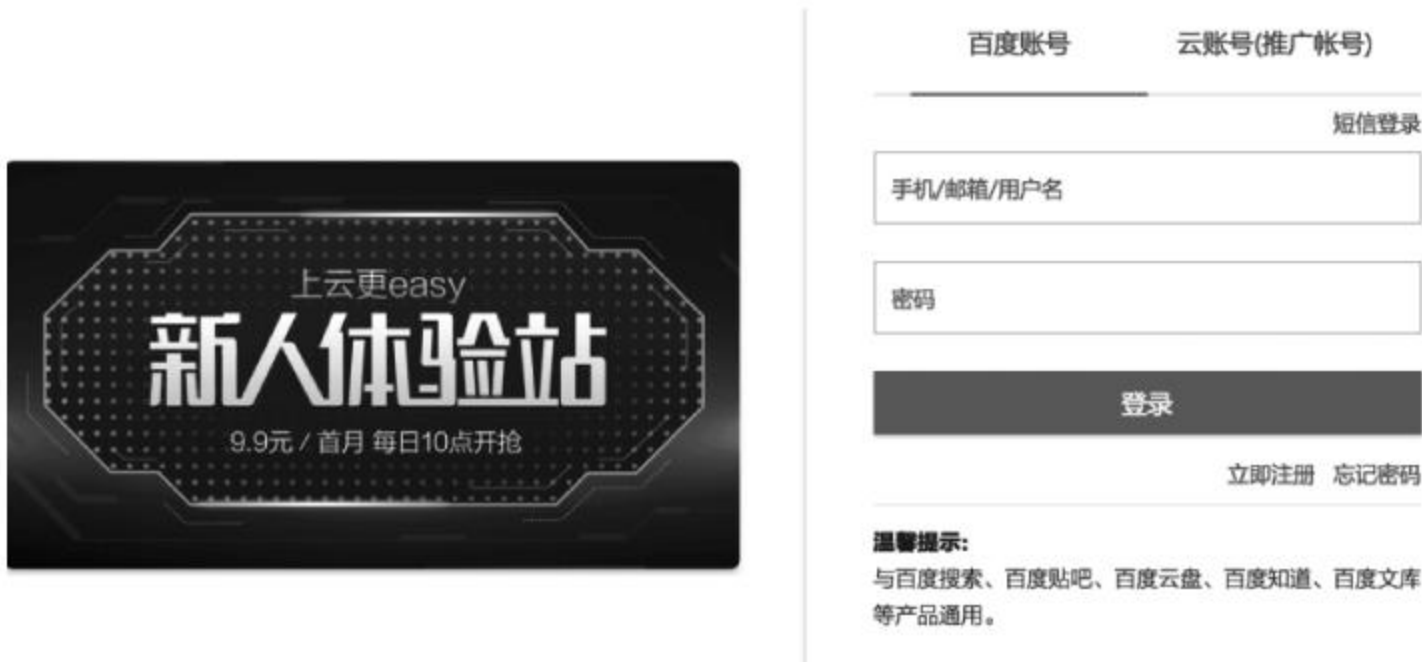 上云更easy
新人体验站
9.9元 / 首月 每日10点开抢
百度账号
云账号(推广帐号)
短信登录
手机/邮箱/用户名
密码
登录
立即注册 忘记密码
温馨提示:
与百度搜索、百度贴吧、百度云盘、百度知道、百度文库
等产品通用。